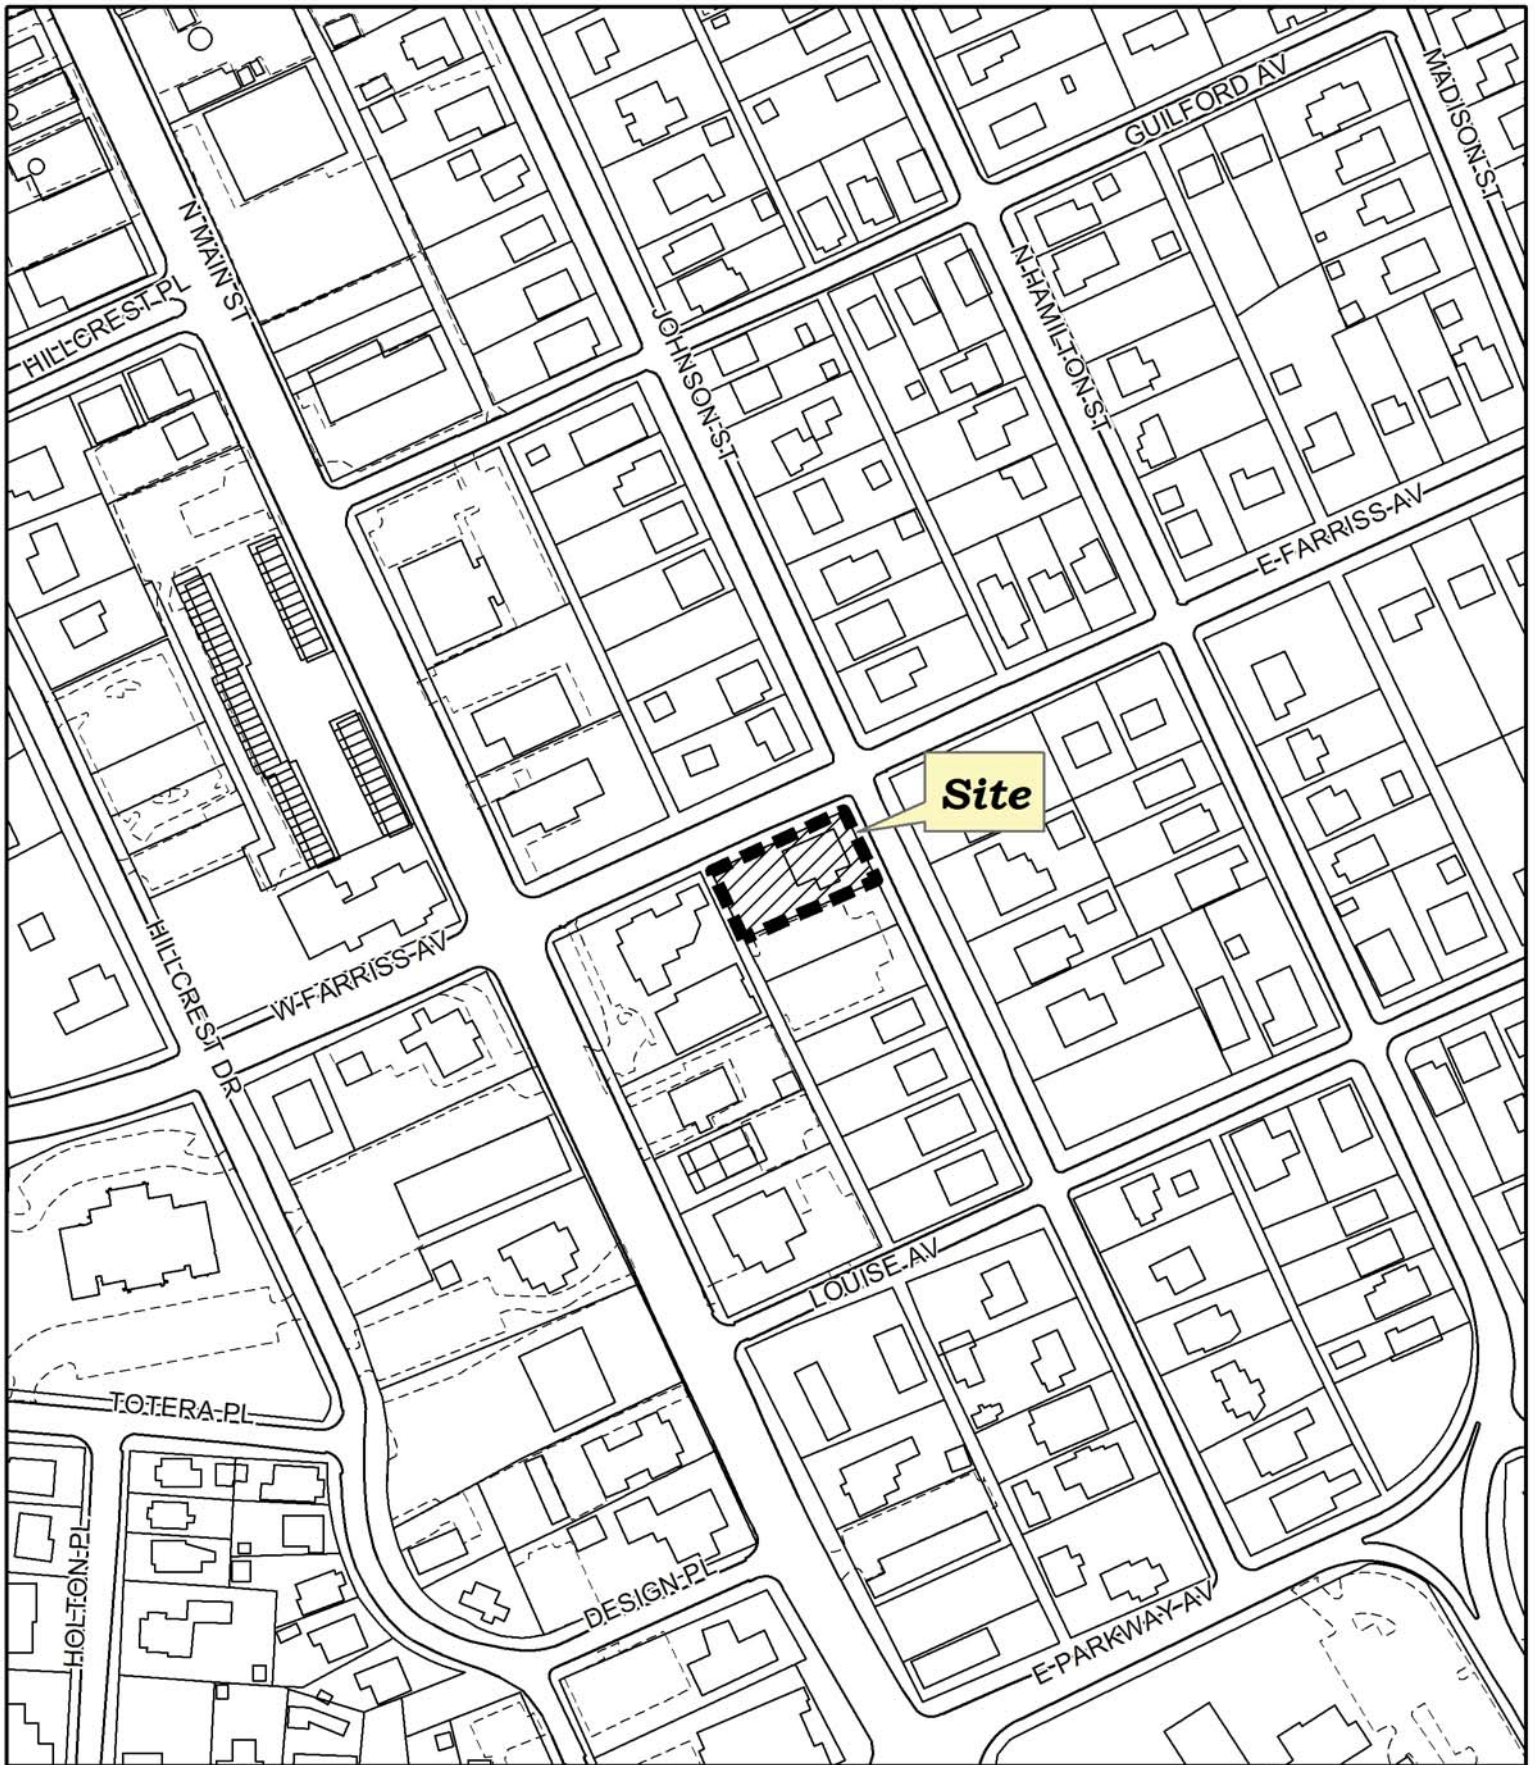 GUILFORD AV
MADISON ST
N MAIN ST
HILLCREST PL
N HAMILTON ST
JOHNSON ST
E FARRISS AV
Site
HILLCREST DR
W FARRISS AV
LOUISE AV
TOTERA PL
HOLTON PL
DESIGN PL
E PARKWAY AV